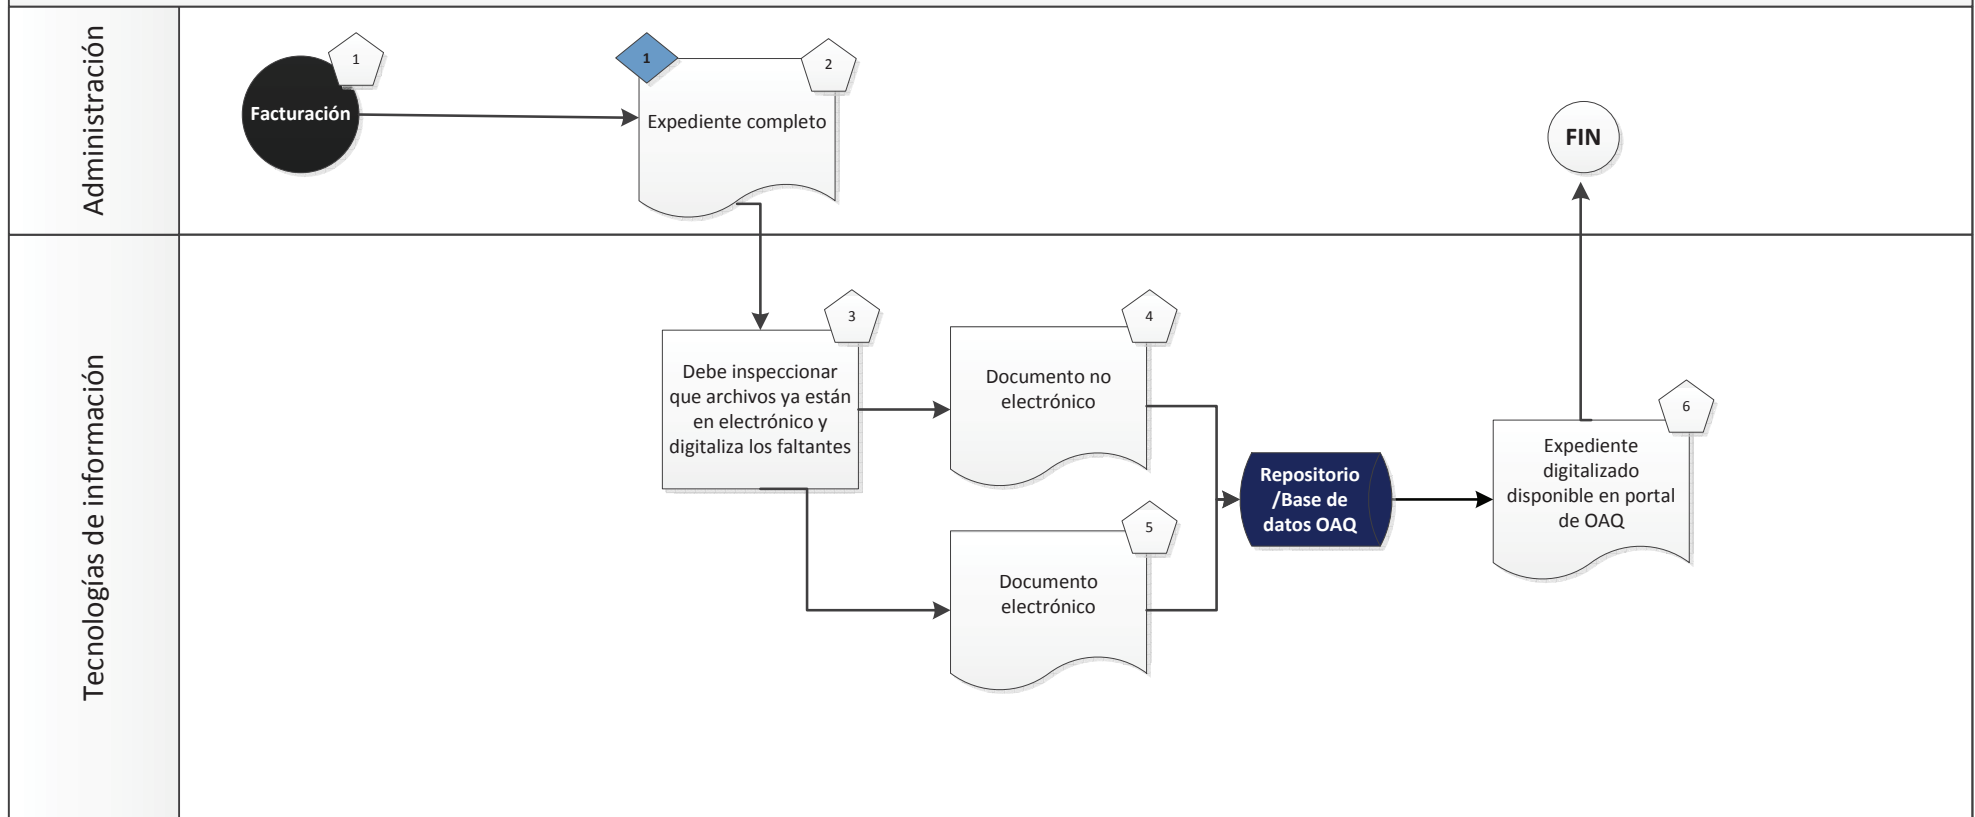 Administración
1
Facturación
1
2
Expediente completo
FIN
Tecnologías de información
3
Debe inspeccionar
que archivos ya están
en electrónico y
digitaliza los faltantes
4
Documento no
electrónico
5
Documento
electrónico
Repositorio
/Base de
datos OAQ
6
Expediente
digitalizado
disponible en portal
de OAQ